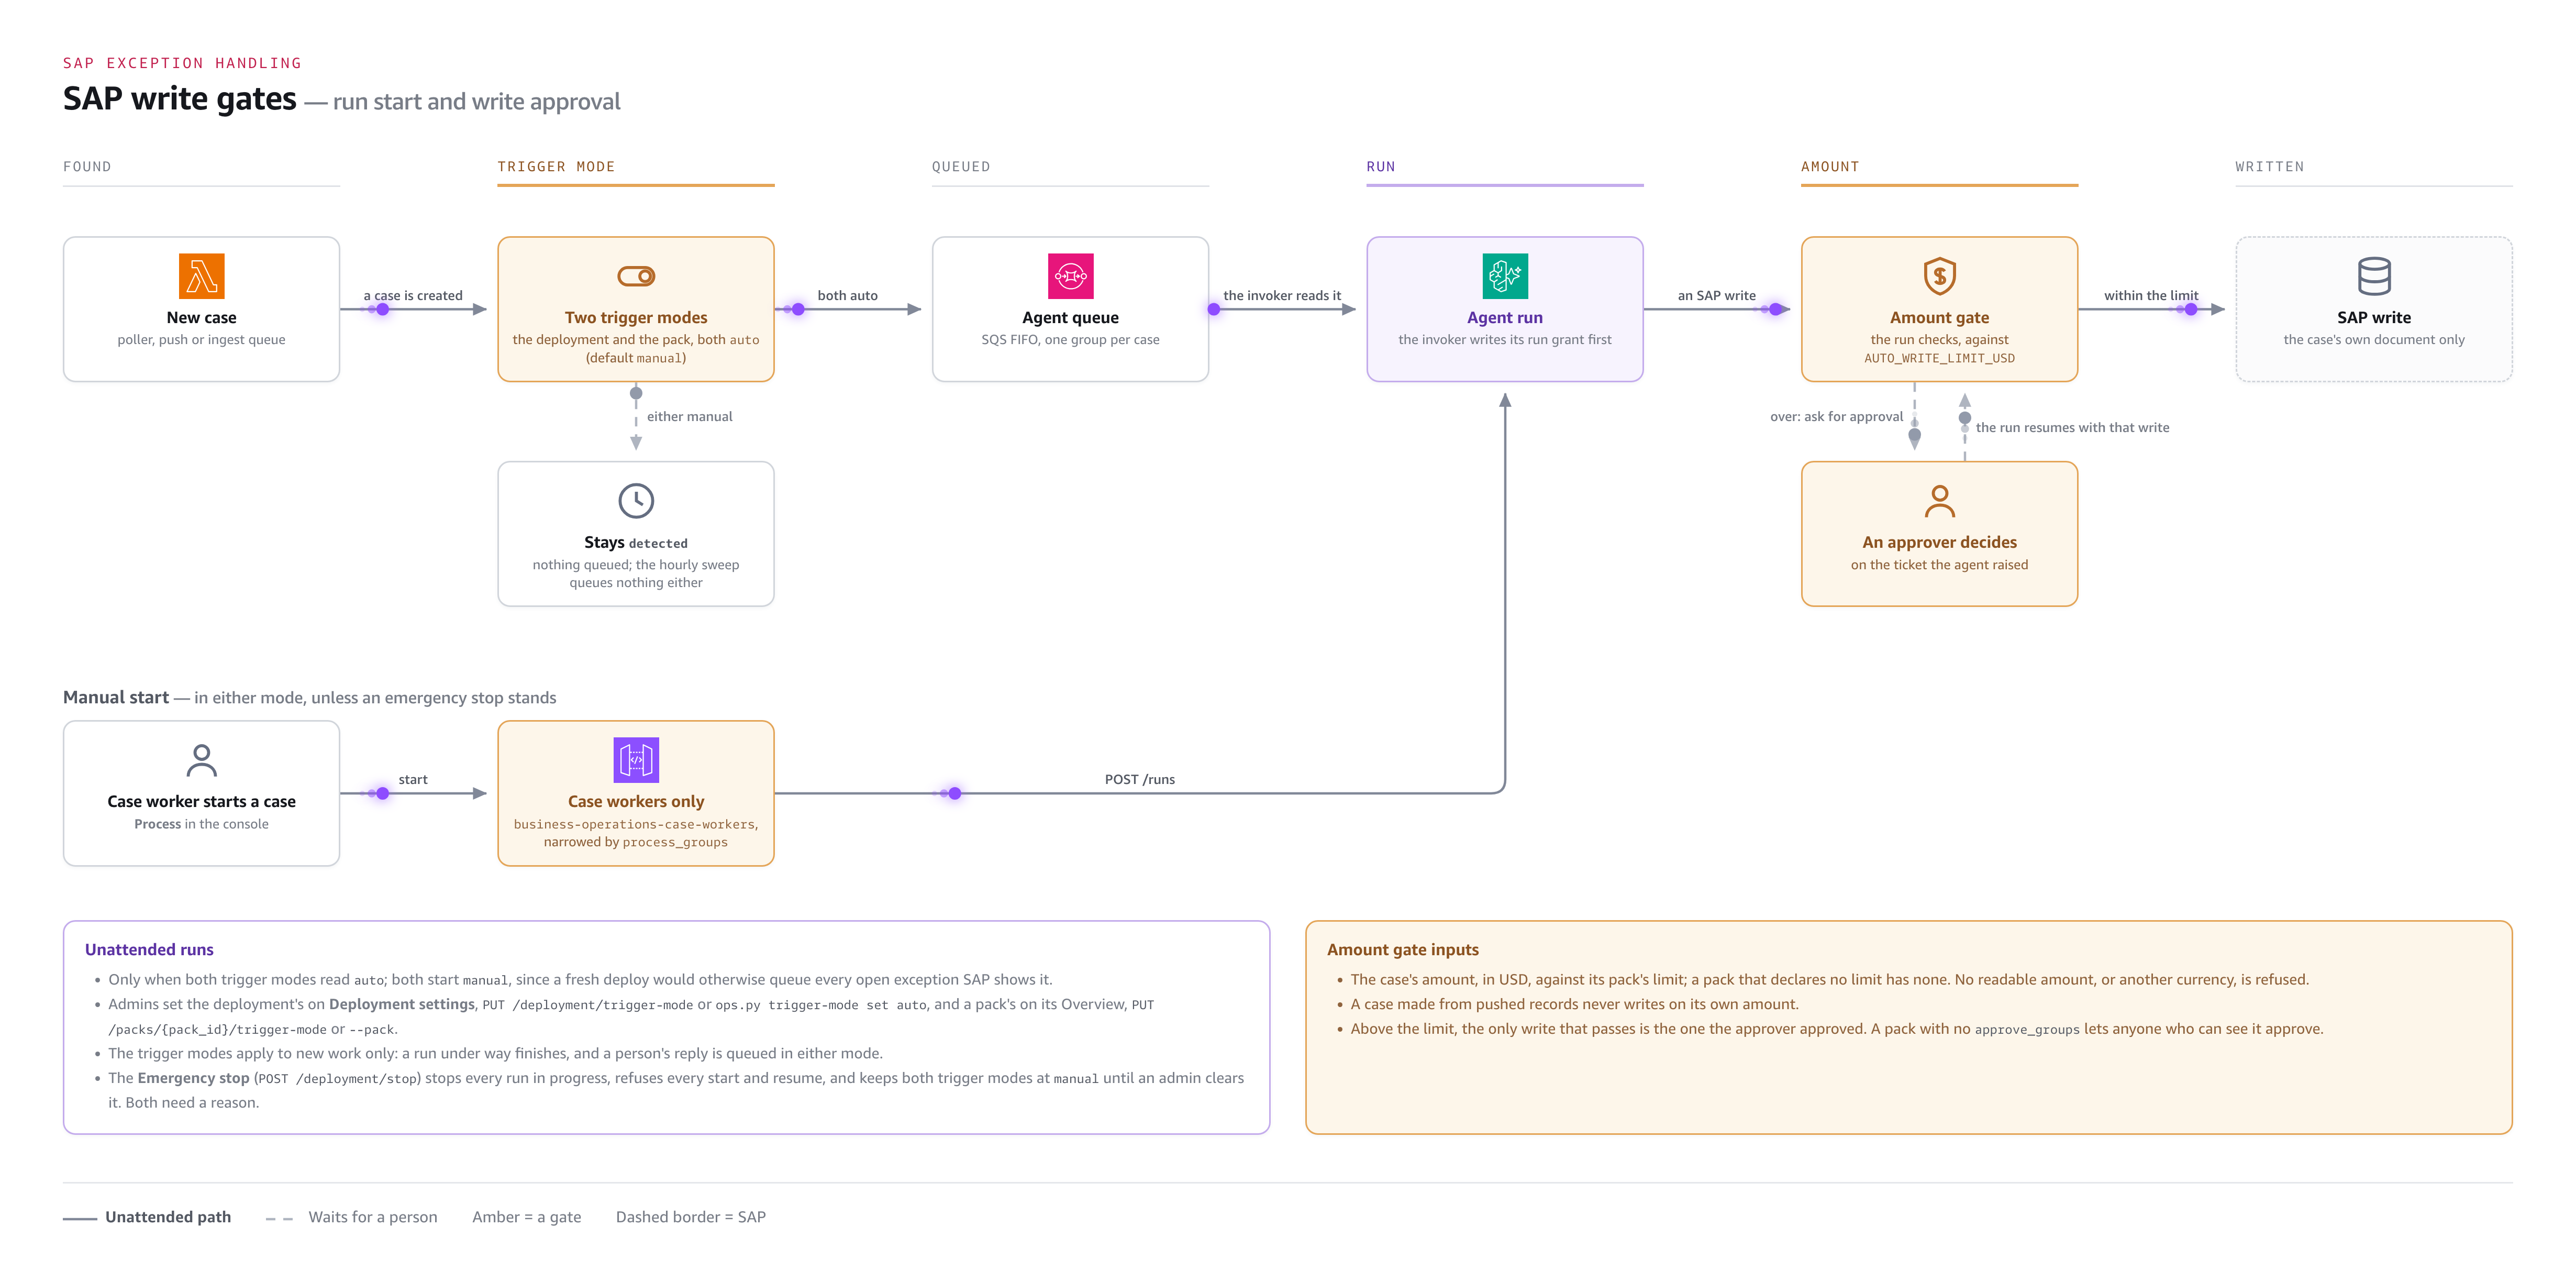 SAP EXCEPTION HANDLING
SAP write gates — run start and write approval
FOUND
TRIGGER MODE
QUEUED
RUN
AMOUNT
WRITTEN
New case
poller, push or ingest queue
a case is created
Two trigger modes
the deployment and the pack, both auto
(default manual)
both auto
Agent queue
SQS FIFO, one group per case
the invoker reads it
Agent run
the invoker writes its run grant first
an SAP write
Amount gate
the run checks, against
AUTO_WRITE_LIMIT_USD
within the limit
SAP write
the case's own document only
either manual
over: ask for approval
the run resumes with that write
Stays detected
nothing queued; the hourly sweep
queues nothing either
An approver decides
on the ticket the agent raised
Manual start — in either mode, unless an emergency stop stands
Case worker starts a case
Process in the console
start
Case workers only
business-operations-case-workers,
narrowed by process_groups
POST /runs
Unattended runs
• Only when both trigger modes read auto; both start manual, since a fresh deploy would otherwise queue every open exception SAP shows it.
• Admins set the deployment's on Deployment settings, PUT /deployment/trigger-mode or ops.py trigger-mode set auto, and a pack's on its Overview, PUT
/packs/{pack_id}/trigger-mode or --pack.
• The trigger modes apply to new work only: a run under way finishes, and a person's reply is queued in either mode.
• The Emergency stop (POST /deployment/stop) stops every run in progress, refuses every start and resume, and keeps both trigger modes at manual until an admin clears
it. Both need a reason.
Amount gate inputs
• The case's amount, in USD, against its pack's limit; a pack that declares no limit has none. No readable amount, or another currency, is refused.
• A case made from pushed records never writes on its own amount.
• Above the limit, the only write that passes is the one the approver approved. A pack with no approve_groups lets anyone who can see it approve.
Unattended path
Waits for a person
Amber = a gate
Dashed border = SAP